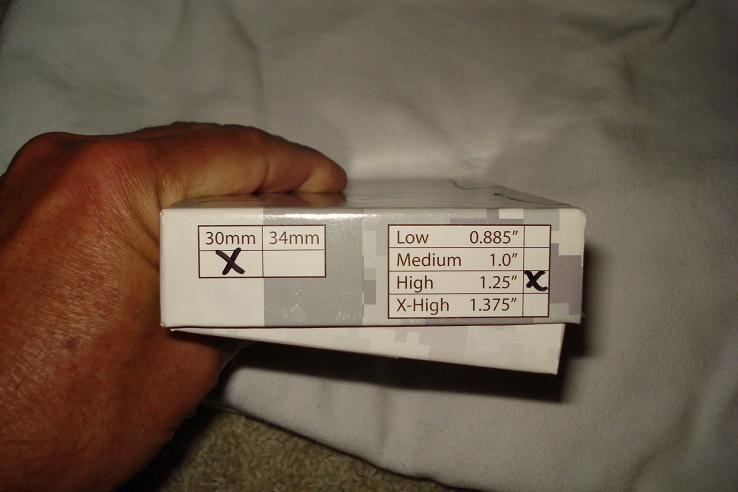 30mm 34mm
X
Low 0.885"
Medium 1.0"
High 1.25" X
X-High 1.375"